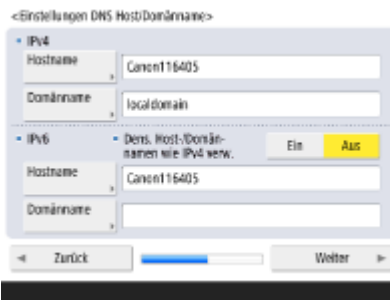 <Einstellungen DNS Host/Domänname>
IPv4
Hostname
Canon116405
Domänname
localdomain
IPv6
Dens. Host-/Domän-
namen wie IPv4 verw.
Ein
Aus
Hostname
Canon116405
Domänname
Zurück
Weiter